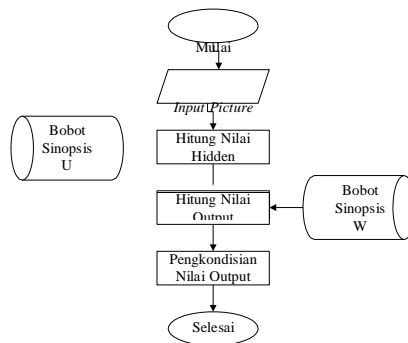 Mulai
Input Picture
Bobot
Sinopsis
U
Hitung Nilai
Hidden
Hitung Nilai
Output
Bobot
Sinopsis
W
Pengkondisian
Nilai Output
Selesai